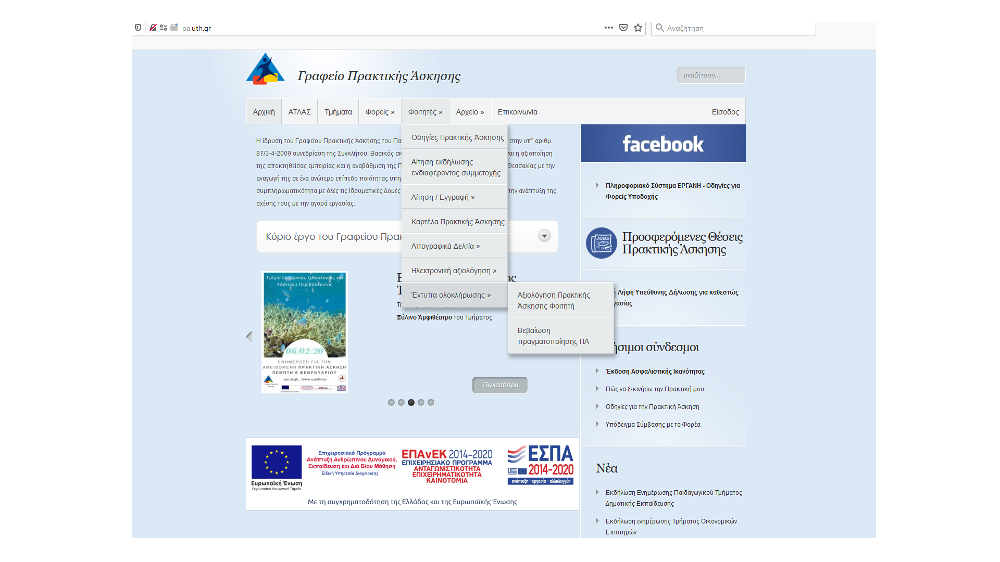 pa.uth.gr
Αναζήτηση
Γραφείο Πρακτικής Άσκησης
αναζήτηση...
Αρχική ΑΤΛΑΣ Τμήματα Φορείς » Φοιτητές » Αρχείο » Επικοινωνία Είσοδος
Η ίδρυση του Γραφείου Πρακτικής Άσκησης του Πα
στην υπ' αριθμ.
87/3-4-2009 συνεδρίαση της Συγκλήτου. Βασικός σκ
ναι η αξιοποίηση
της αποκτηθείσας εμπειρίας και η αναβάθμιση της Π
Θεσσαλίας με την
αναγωγή της σε ένα ανώτερο επίπεδο ποιότητας υπη
συμπληρωματικότητα με όλες τις Ιδρυματικές Δομές
την ανάπτυξη της
σχέσης τους με την αγορά εργασίας.
Οδηγίες Πρακτικής Άσκησης
Αίτηση εκδήλωσης
ενδιαφέροντος συμμετοχής
Αίτηση / Εγγραφή »
Καρτέλα Πρακτικής Άσκησης
Απογραφικά Δελτία »
Ηλεκτρονική αξιολόγηση »
Έντυπα ολοκλήρωσης »
Αξιολόγηση Πρακτικής
Άσκησης Φοιτητή
Βεβαίωση
πραγματοποίησης ΠΑ
Κύριο έργο του Γραφείου Πρακ
Τμήμα Γεωπονίας Ιχθυολογίας και
Υδάτινου Περιβάλλοντος
06/02/20
ΕΝΗΜΕΡΩΣΗ ΓΙΑ ΤΗΝ
ΑΜΕΙΒΟΜΕΝΗ ΠΡΑΚΤΙΚΗ ΑΣΚΗΣΗ
ΠΕΜΠΤΗ 6 ΦΕΒΡΟΥΑΡΙΟΥ
ώρα 12.30 , ξύλινο αμφιθέατρο
ΕΣΠΑ
Ξύλινο Άμφιθέατρο του Τμήματος
Περισσότερα
Ευρωπαϊκή Ένωση
Ευρωπαϊκό Κοινωνικό Ταμείο
Επιχειρησιακό Πρόγραμμα
Ανάπτυξη Ανθρώπινου Δυναμικού,
Εκπαίδευση και Διά Βίου Μάθηση
Ειδική Υπηρεσία Διαχείρισης
ΕΠΑνΕΚ 2014–2020
ΕΠΙΧΕΙΡΗΣΙΑΚΟ ΠΡΟΓΡΑΜΜΑ
ΑΝΤΑΓΩΝΙΣΤΙΚΟΤΗΤΑ
ΕΠΙΧΕΙΡΗΜΑΤΙΚΟΤΗΤΑ
ΚΑΙΝΟΤΟΜΙΑ
ΕΣΠΑ
2014-2020
ανάπτυξη - εργασία - αλληλεγγύη
Με τη συγχρηματοδότηση της Ελλάδας και της Ευρωπαϊκής Ένωσης
facebook
Πληροφοριακό Σύστημα ΕΡΓΑΝΗ - Οδηγίες για
Φορείς Υποδοχής
JOBS
Προσφερόμενες Θέσεις
Πρακτικής Άσκησης
Λήψη Υπεύθυνης Δήλωσης για καθεστώς
γασίας
ήσιμοι σύνδεσμοι
Έκδοση Ασφαλιστικής Ικανότητας
Πώς να ξεκινήσω την Πρακτική μου
Οδηγίες για την Πρακτική Άσκηση
Υπόδειγμα Σύμβασης με το Φορέα
Νέα
Εκδήλωση Ενημέρωσης Παιδαγωγικού Τμήματος
Δημοτικής Εκπαίδευσης
Εκδήλωση ενημέρωσης Τμήματος Οικονομικών
Επιστημών